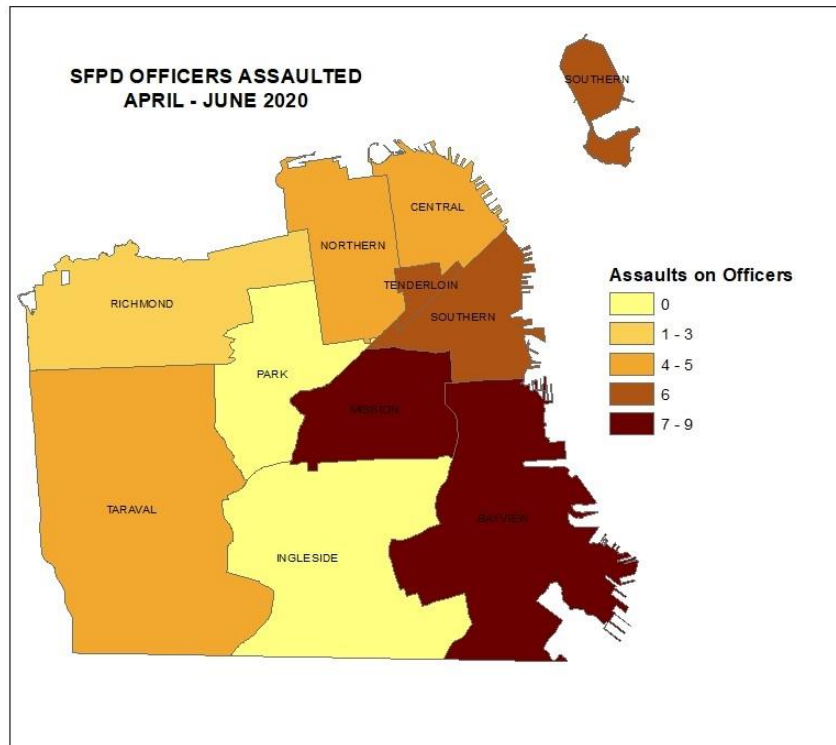 SFPD OFFICERS ASSAULTED
APRIL - JUNE 2020
SOUTHERN
CENTRAL
NORTHERN
TENDERLOIN
RICHMOND
SOUTHERN
PARK
MISSION
TARAVAL
BAYVIEW
INGLESIDE
Assaults on Officers
0
1 - 3
4 - 5
6
7 - 9